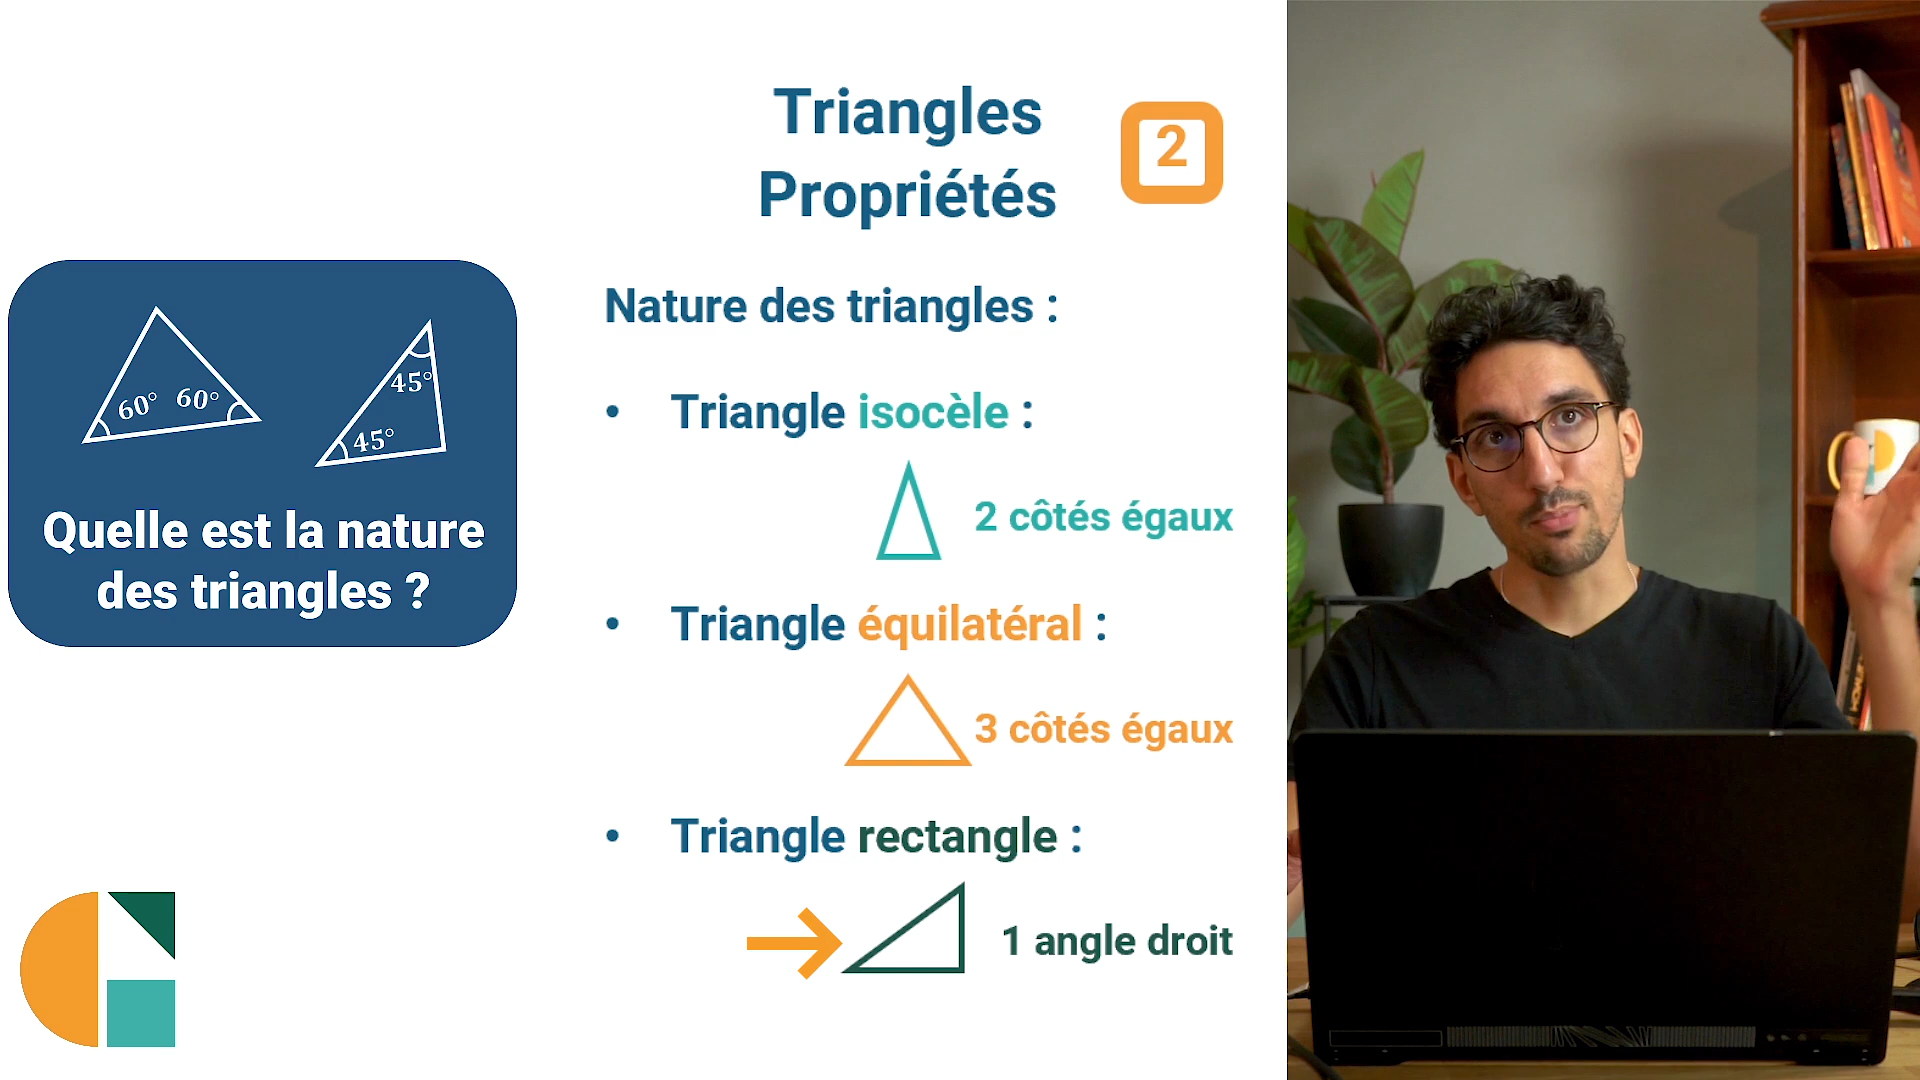 Triangles
Propriétés
2
60° 60°
45°
45°
Quelle est la nature
des triangles ?
Nature des triangles :
• Triangle isocèle :
2 côtés égaux
• Triangle équilatéral :
3 côtés égaux
• Triangle rectangle :
1 angle droit